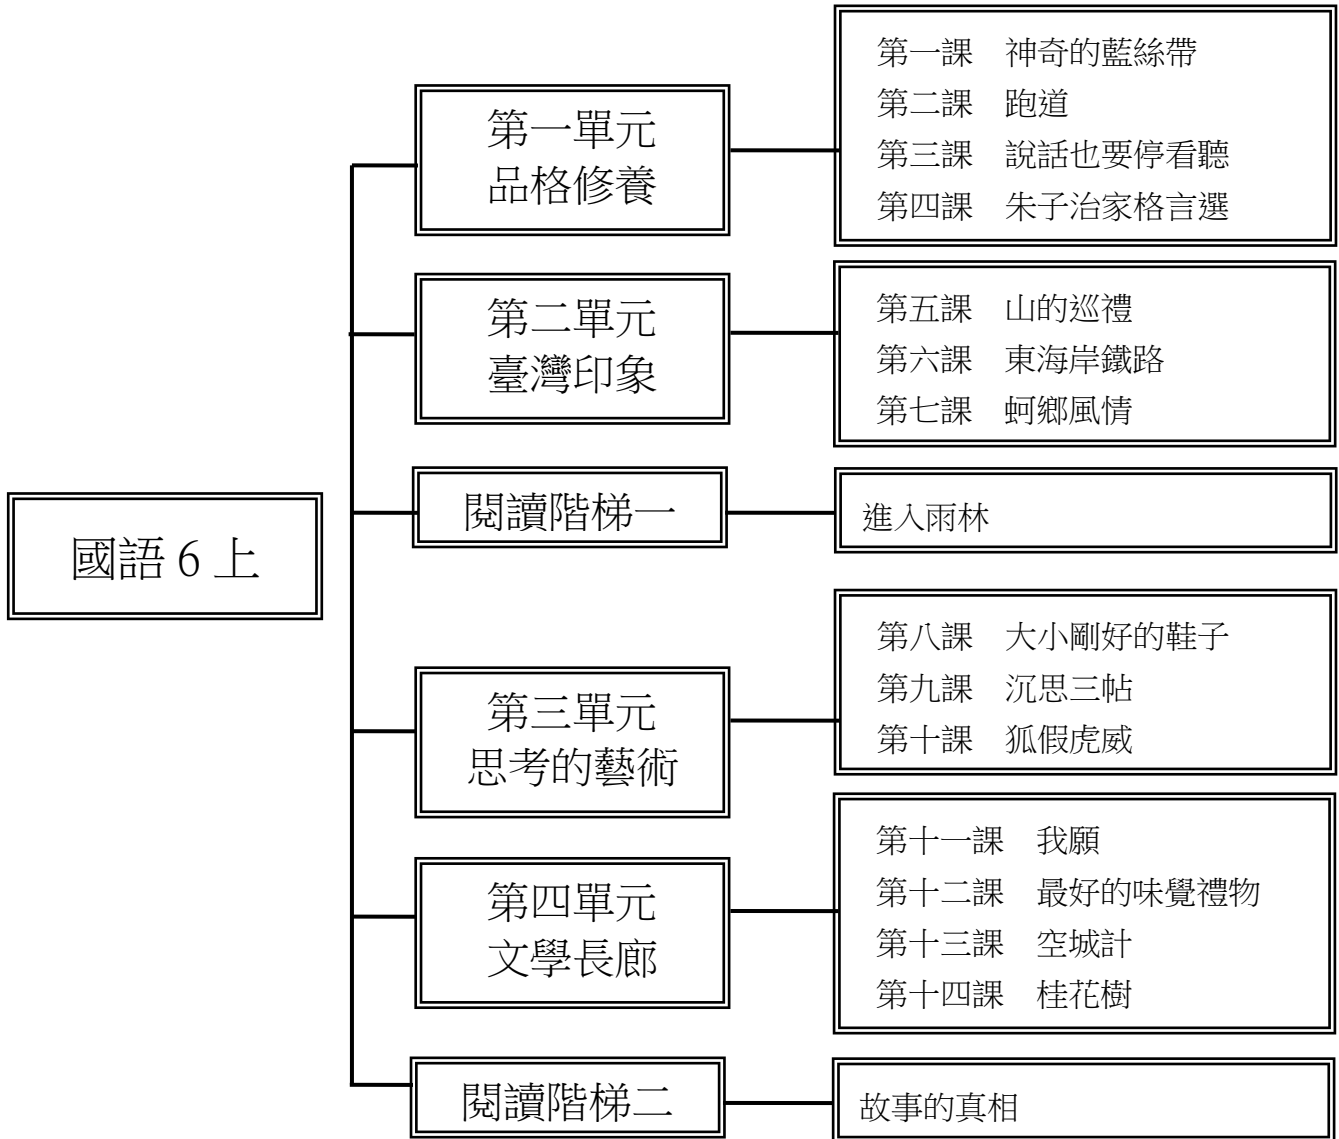 國語 6 上
第一單元
品格修養
第一課　神奇的藍絲帶
第二課　跑道
第三課　說話也要停看聽
第四課　朱子治家格言選
第二單元
臺灣印象
第五課　山的巡禮
第六課　東海岸鐵路
第七課　蚵鄉風情
閱讀階梯一
進入雨林
第三單元
思考的藝術
第八課　大小剛好的鞋子
第九課　沉思三帖
第十課　狐假虎威
第四單元
文學長廊
第十一課　我願
第十二課　最好的味覺禮物
第十三課　空城計
第十四課　桂花樹
閱讀階梯二
故事的真相